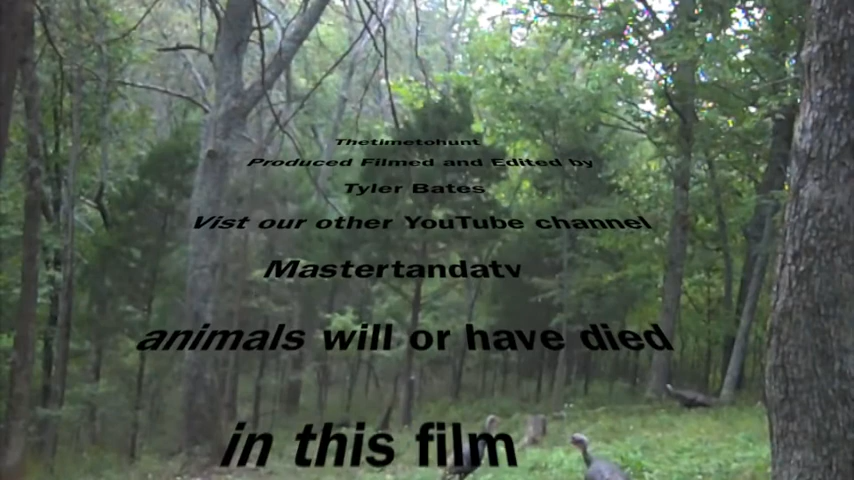 Thetimetohunt
Produced Filmed and Edited by
Tyler Bates
Vist our other YouTube channel
Mastertandatv
animals will or have died
in this film